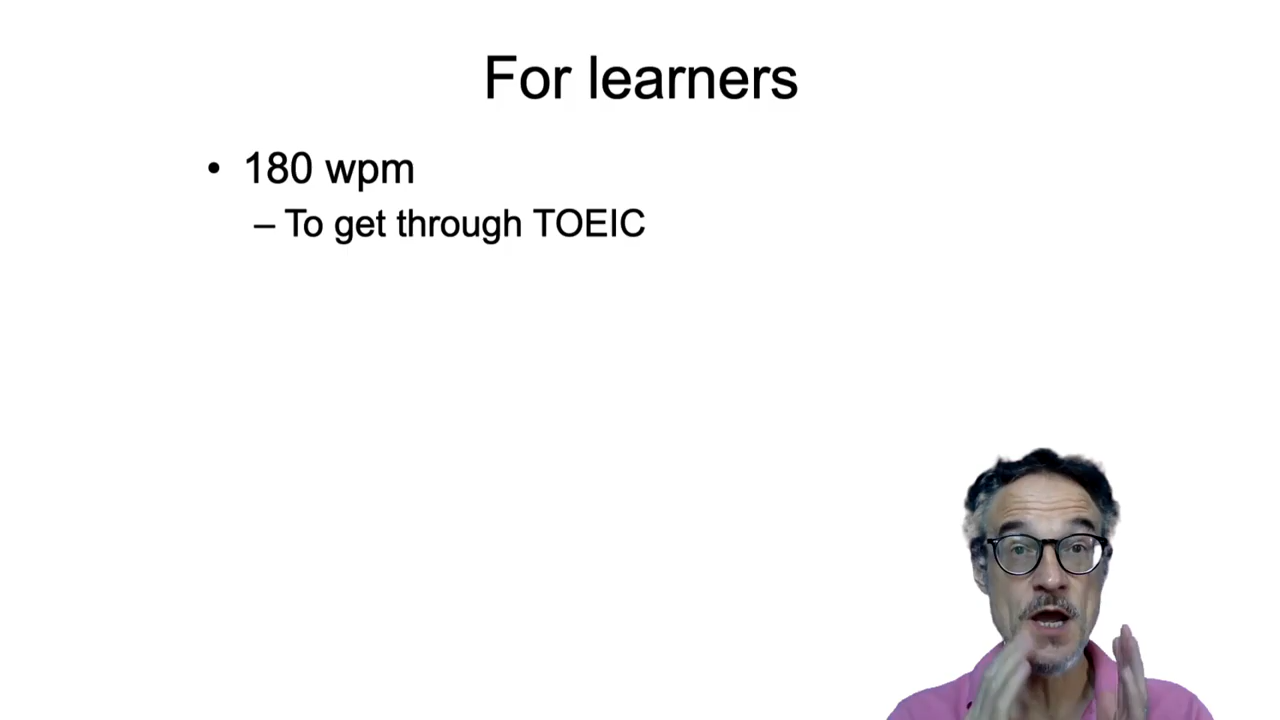 For learners
• 180 wpm
– To get through TOEIC